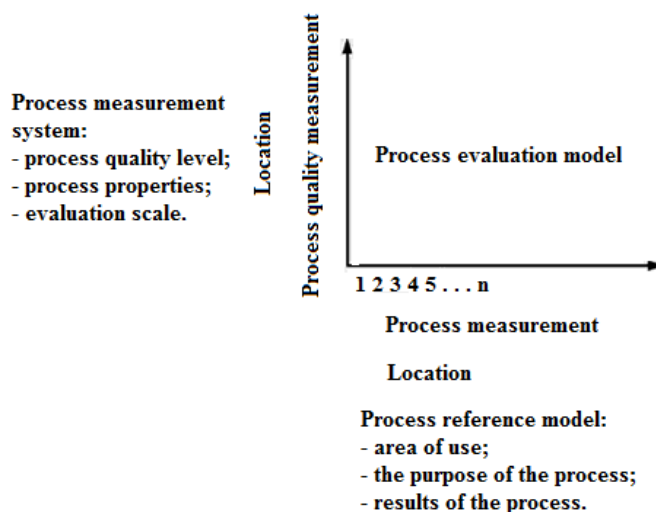 Process measurement
system:
- process quality level;
- process properties;
- evaluation scale.
Location
Process quality measurement
Process evaluation model
1 2 3 4 5 . . . n
Process measurement
Location
Process reference model:
- area of use;
- the purpose of the process;
- results of the process.